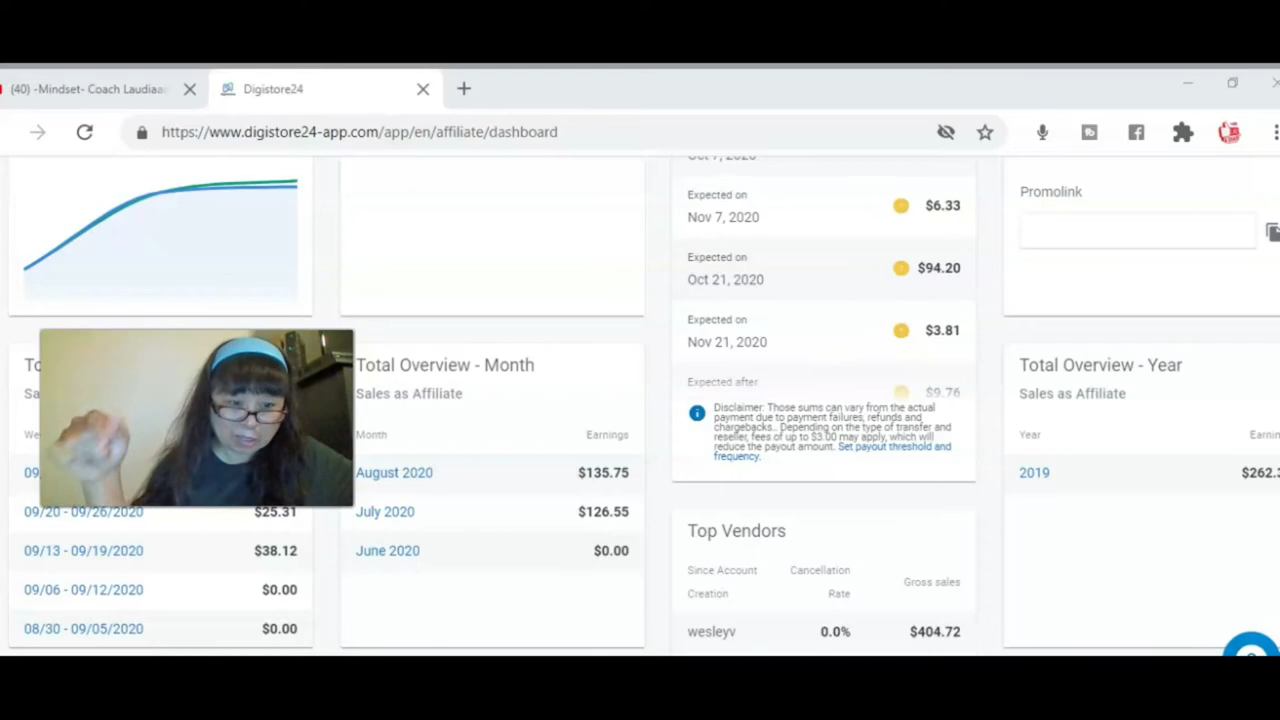 (40) -Mindset- Coach Laudiaa
Digistore24
https://www.digistore24-app.com/app/en/affiliate/dashboard
Expected on
Nov 7, 2020
$6.33
Expected on
Oct 21, 2020
$94.20
Expected on
Nov 21, 2020
$3.81
Expected after
$9.76
Disclaimer: Those sums can vary from the actual
payment due to payment failures, refunds and
chargebacks.. Depending on the type of transfer and
reseller, fees of up to $3.00 may apply, which will
reduce the payout amount. Set payout threshold and
frequency.
Promolink
09/20 - 09/26/2020 $25.31
09/13 - 09/19/2020 $38.12
09/06 - 09/12/2020 $0.00
08/30 - 09/05/2020 $0.00
Total Overview - Month
Sales as Affiliate
Month Earnings
August 2020 $135.75
July 2020 $126.55
June 2020 $0.00
Top Vendors
Since Account Cancellation
Gross sales
Creation Rate
wesleyv 0.0% $404.72
Total Overview - Year
Sales as Affiliate
Year
2019 $262.3